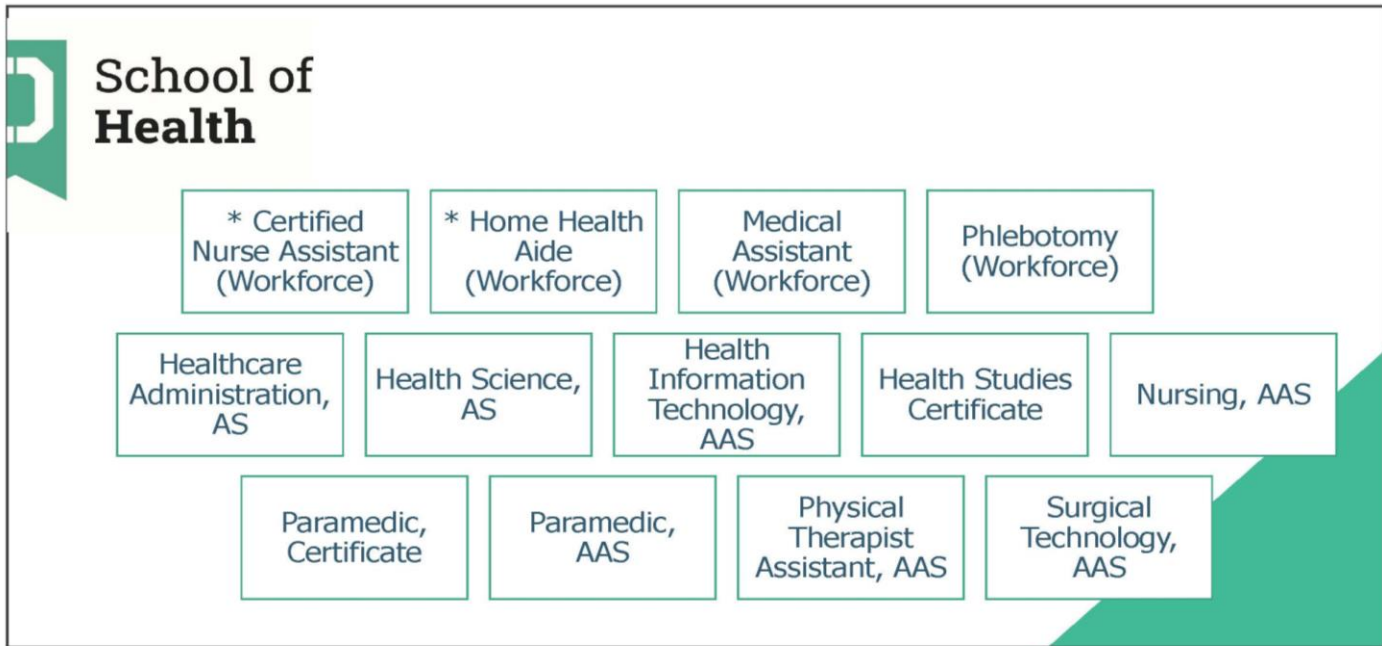 School of
Health
* Certified
Nurse Assistant
(Workforce)
* Home Health
Aide
(Workforce)
Medical
Assistant
(Workforce)
Phlebotomy
(Workforce)
Healthcare
Administration,
AS
Health Science,
AS
Health
Information
Technology,
AAS
Health Studies
Certificate
Nursing, AAS
Paramedic,
Certificate
Paramedic,
AAS
Physical
Therapist
Assistant, AAS
Surgical
Technology,
AAS